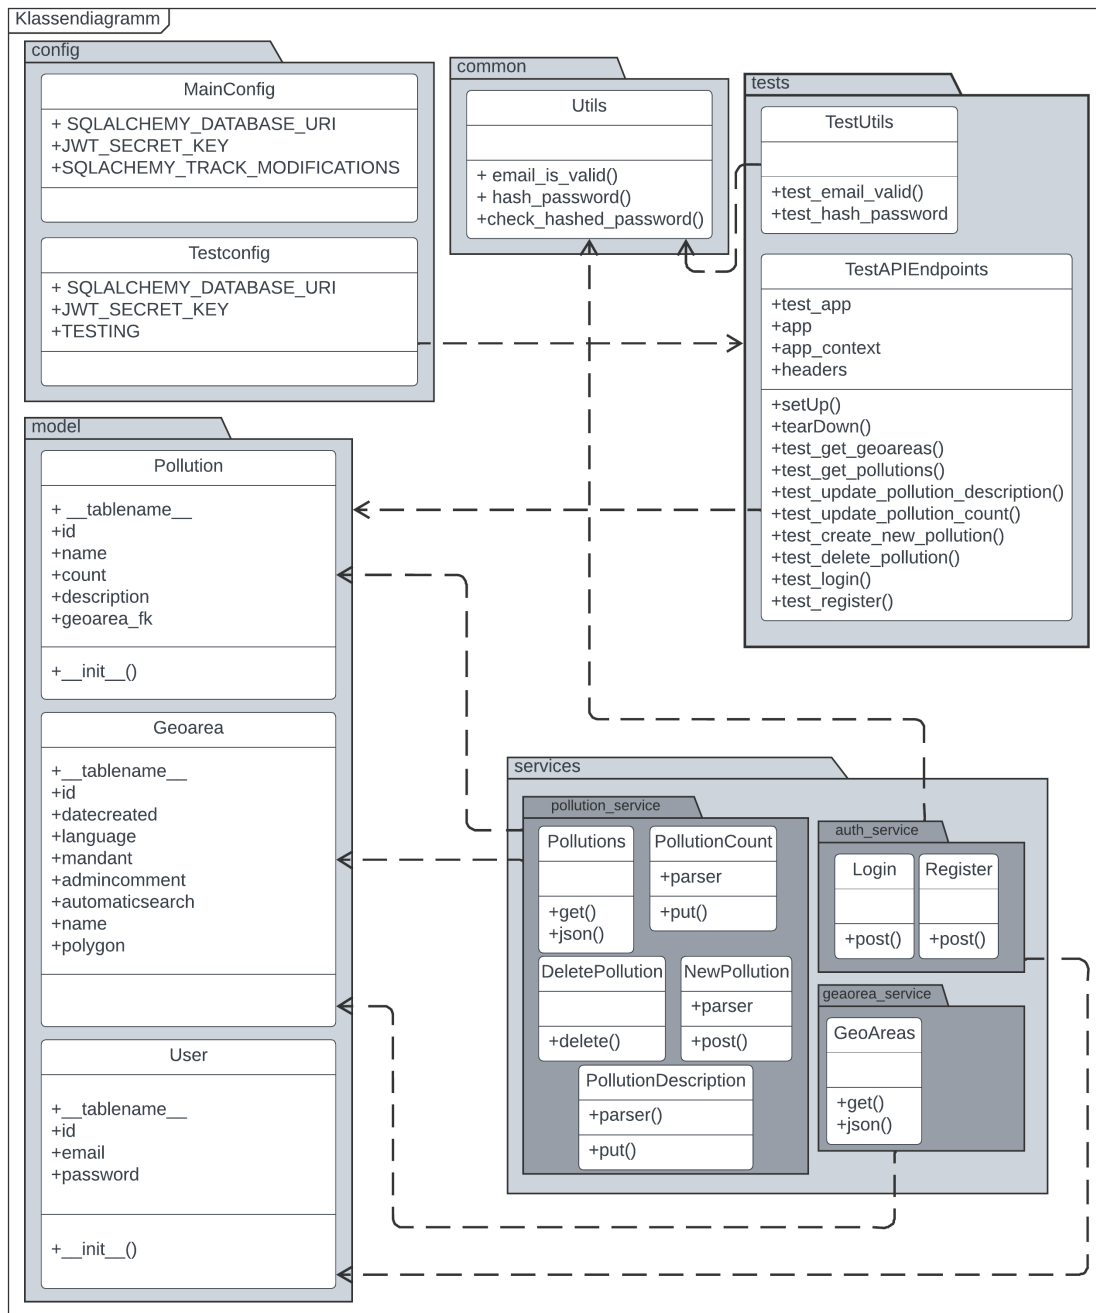 Klassendiagramm
config
MainConfig
+ SQLALCHEMY_DATABASE_URI
+JWT_SECRET_KEY
+SQLACHEMY_TRACK_MODIFICATIONS
Testconfig
+ SQLALCHEMY_DATABASE_URI
+JWT_SECRET_KEY
+TESTING
common
Utils
+ email_is_valid()
+ hash_password()
+check_hashed_password()
tests
TestUtils
+test_email_valid()
+test_hash_password
TestAPIEndpoints
+test_app
+app
+app_context
+headers
+setUp()
+tearDown()
+test_get_geoareas()
+test_get_pollutions()
+test_update_pollution_description()
+test_update_pollution_count()
+test_create_new_pollution()
+test_delete_pollution()
+test_login()
+test_register()
model
Pollution
+ __tablename__
+id
+name
+count
+description
+geoarea_fk
+__init__()
Geoarea
+__tablename__
+id
+datecreated
+language
+mandant
+admincomment
+automaticsearch
+name
+polygon
User
+__tablename__
+id
+email
+password
+__init__()
services
pollution_service
Pollutions
+get()
+json()
PollutionCount
+parser
+put()
DeletePollution
+delete()
NewPollution
+parser
+post()
PollutionDescription
+parser()
+put()
auth_service
Login
+post()
Register
+post()
geaorea_service
GeoAreas
+get()
+json()